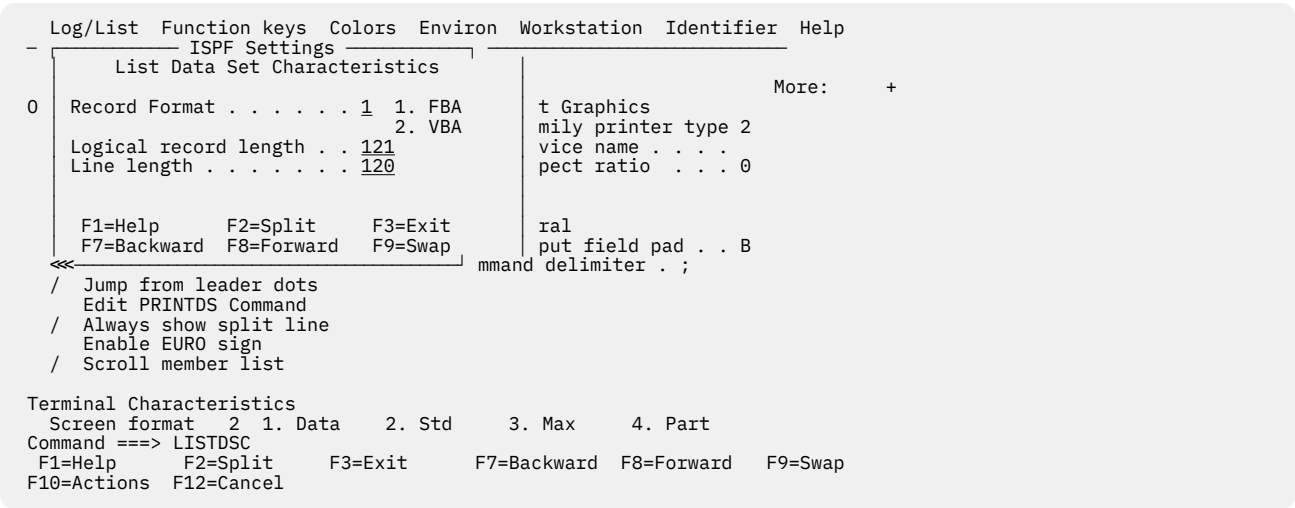 Log/List  Function keys  Colors  Environ  Workstation  Identifier  Help
ISPF Settings
List Data Set Characteristics
More:     +
O   Record Format . . . . . . 1  1. FBA   t Graphics
2. VBA   mily printer type 2
Logical record length . . 121   vice name . . . .
Line length . . . . . . . 120   pect ratio  . . . 0
F1=Help      F2=Split     F3=Exit   ral
F7=Backward  F8=Forward   F9=Swap   put field pad . . B
<<<   mmand delimiter . ;
/  Jump from leader dots
Edit PRINTDS Command
/  Always show split line
Enable EURO sign
/  Scroll member list
Terminal Characteristics
Screen format   2  1. Data    2. Std     3. Max     4. Part
Command ===> LISTDSC
F1=Help      F2=Split     F3=Exit      F7=Backward  F8=Forward   F9=Swap
F10=Actions  F12=Cancel